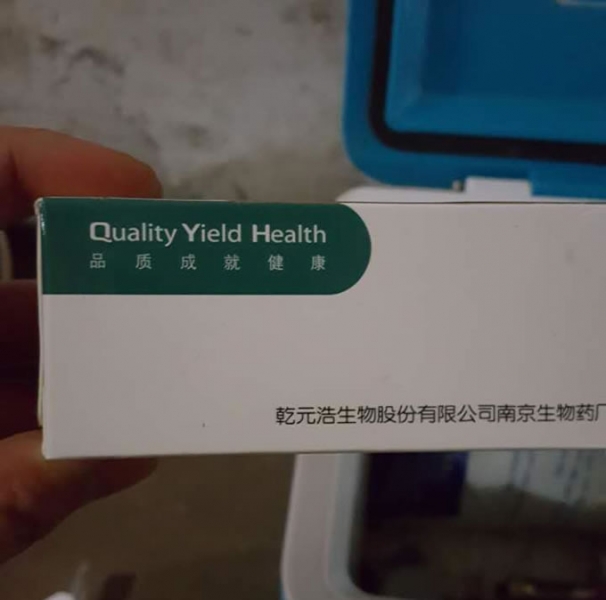 Quality Yield Health
品质成就健康
乾元浩生物股份有限公司南京生物药厂